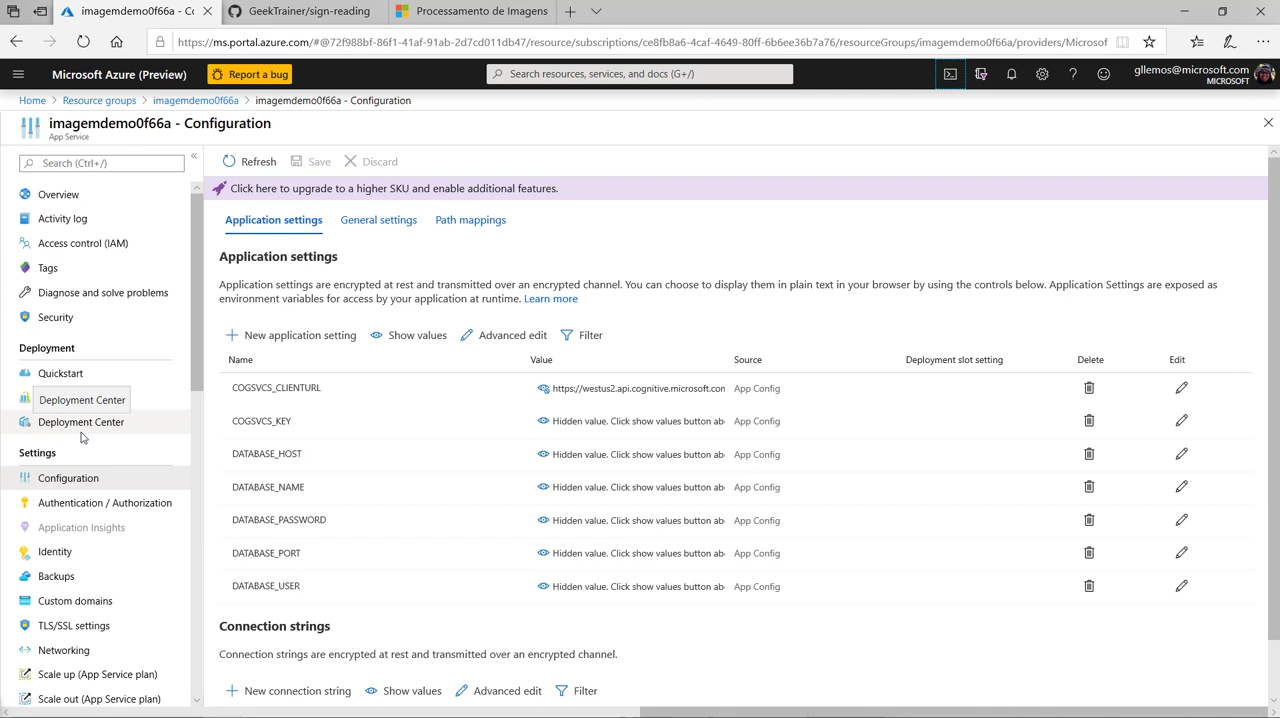 imagemdemo0f66a - Co
GeekTrainer/sign-reading
Processamento de Imagens
https://ms.portal.azure.com/#@72f988bf-86f1-41af-91ab-2d7cd011db47/resource/subscriptions/ce8fb8a6-4caf-4649-80ff-6b6ee36b7a76/resourceGroups/imagemdemo0f66a/providers/Microsof
Microsoft Azure (Preview)
Report a bug
Search resources, services, and docs (G+/)
gllemos@microsoft.com
MICROSOFT
Home > Resource groups > imagemdemo0f66a > imagemdemo0f66a - Configuration
imagemdemo0f66a - Configuration
App Service
Search (Ctrl+/)
Overview
Activity log
Access control (IAM)
Tags
Diagnose and solve problems
Security
Deployment
Quickstart
Deployment Center
Deployment Center
Settings
Configuration
Authentication / Authorization
Application Insights
Identity
Backups
Custom domains
TLS/SSL settings
Networking
Scale up (App Service plan)
Scale out (App Service plan)
Refresh Save Discard
Click here to upgrade to a higher SKU and enable additional features.
Application settings General settings Path mappings
Application settings
Application settings are encrypted at rest and transmitted over an encrypted channel. You can choose to display them in plain text in your browser by using the controls below. Application Settings are exposed as
environment variables for access by your application at runtime. Learn more
New application setting Show values Advanced edit Filter
Name Value Source Deployment slot setting Delete Edit
COGSVCS_CLIENTURL https://westus2.api.cognitive.microsoft.con App Config
COGSVCS_KEY Hidden value. Click show values button ab App Config
DATABASE_HOST Hidden value. Click show values button ab App Config
DATABASE_NAME Hidden value. Click show values button ab App Config
DATABASE_PASSWORD Hidden value. Click show values button ab App Config
DATABASE_PORT Hidden value. Click show values button ab App Config
DATABASE_USER Hidden value. Click show values button ab App Config
Connection strings
Connection strings are encrypted at rest and transmitted over an encrypted channel.
New connection string Show values Advanced edit Filter